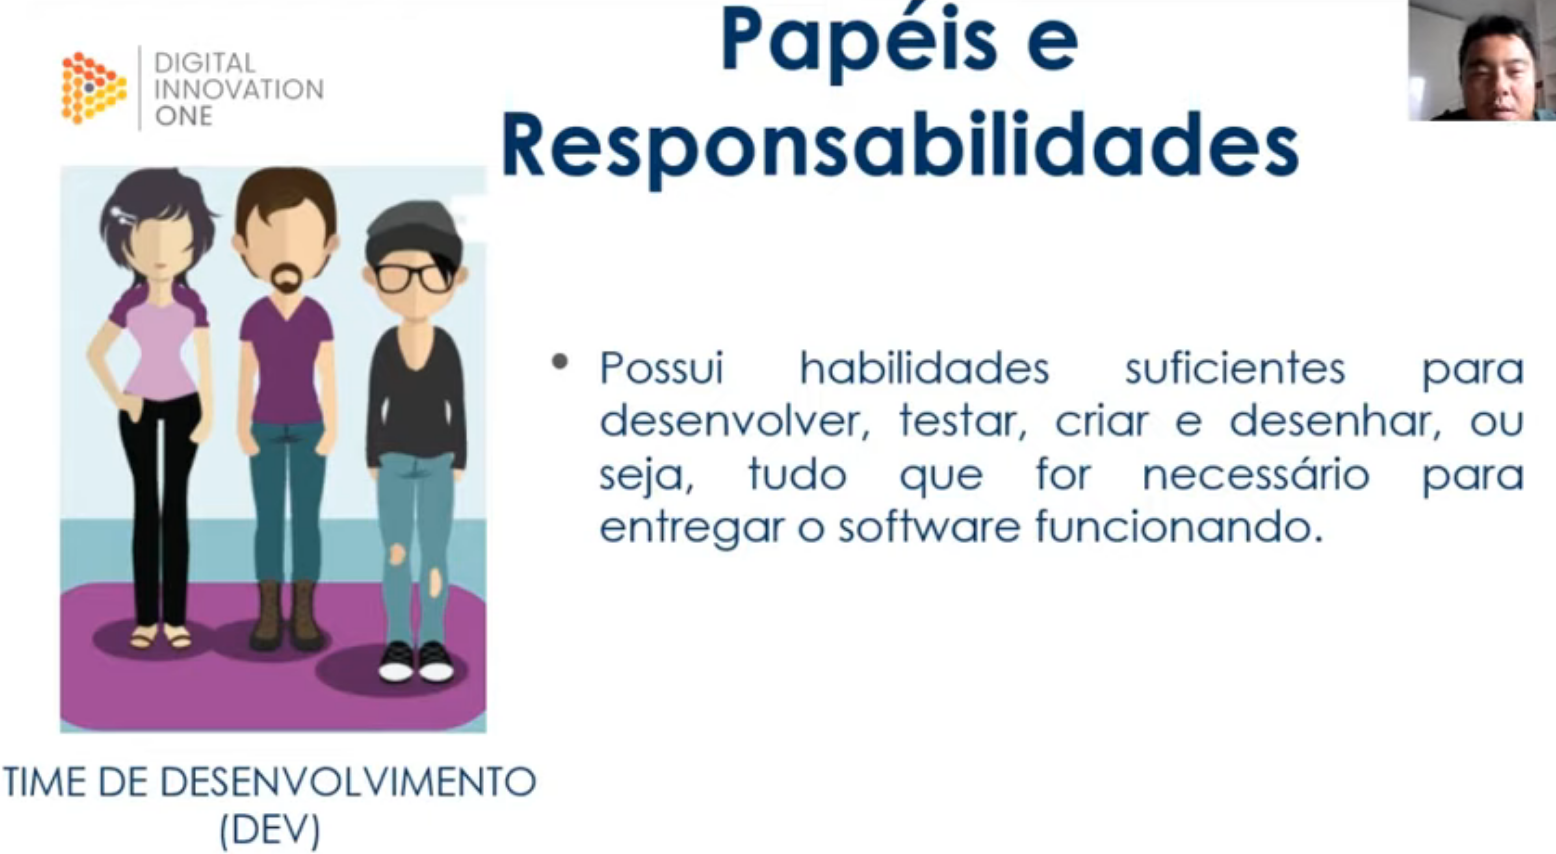 DIGITAL
INNOVATION
ONE
Papéis e
Responsabilidades
Possui habilidades suficientes para
desenvolver, testar, criar e desenhar, ou
seja, tudo que for necessário para
entregar o software funcionando.
TIME DE DESENVOLVIMENTO
(DEV)